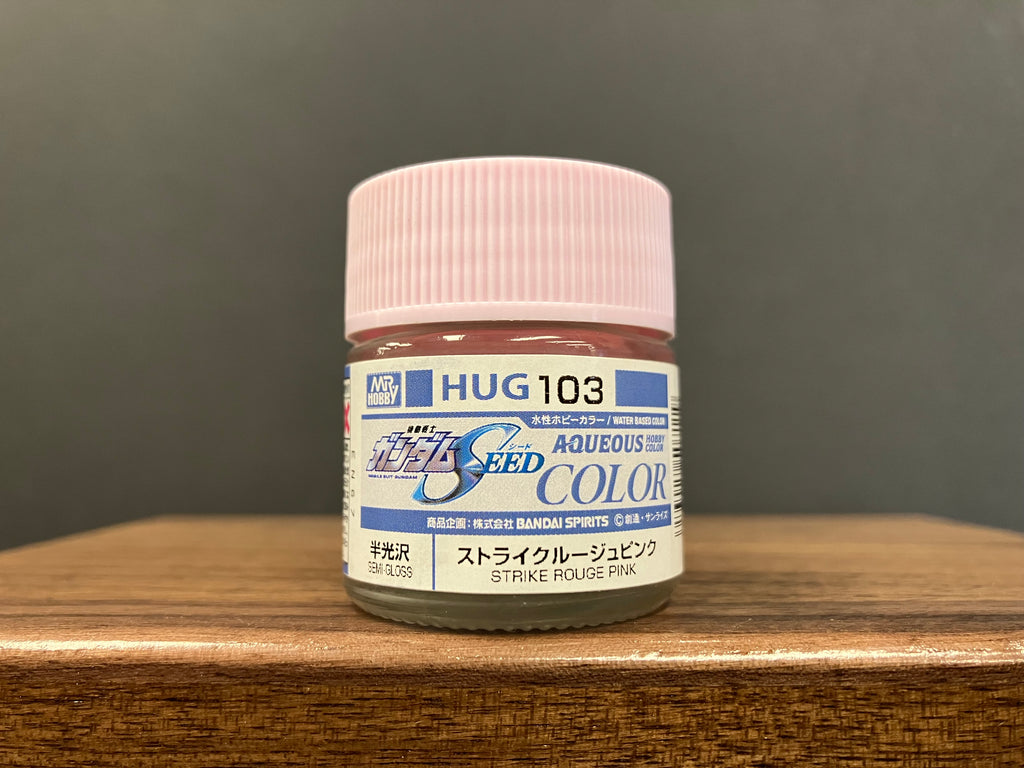 MR
HOBBY
HUG 103
水性ホビーカラー / WATER BASED COLOR
機動戦士
ガンダム SEED
シード
MOBILE SUIT GUNDAM
AQUEOUS HOBBY COLOR
COLOR
商品企画：株式会社 BANDAI SPIRITS ©創通・サンライズ
半光沢
SEMI-GLOSS
ストライクルージュピンク
STRIKE ROUGE PINK